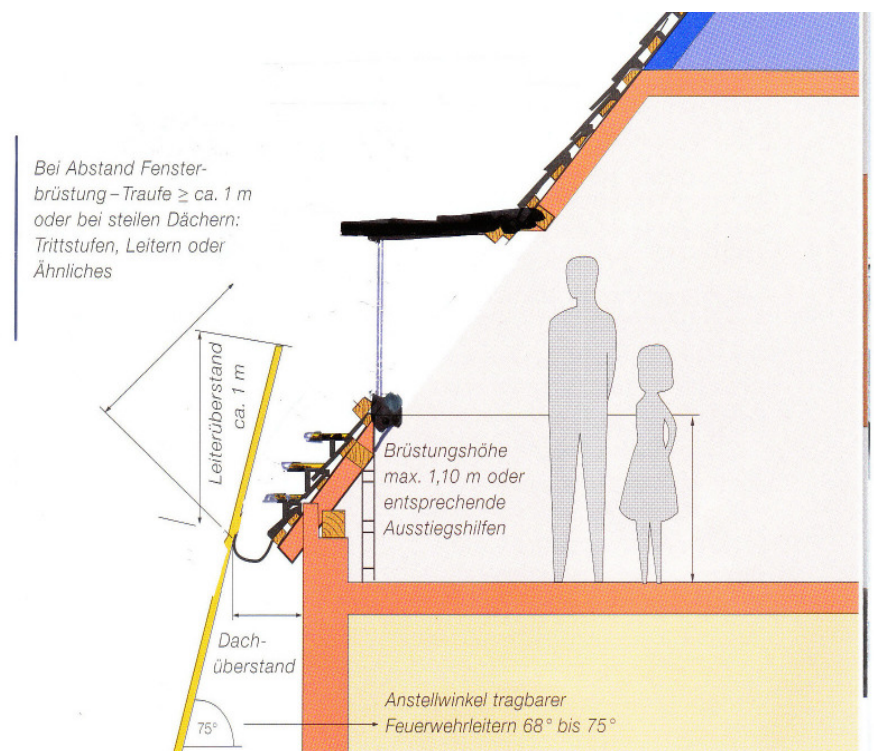 Bei Abstand Fenster-
brüstung – Traufe ≥ ca. 1 m
oder bei steilen Dächern:
Trittstufen, Leitern oder
Ähnliches
Leiterüberstand
ca. 1 m
Brüstungshöhe
max. 1,10 m oder
entsprechende
Ausstiegshilfen
Dach-
überstand
75°
Anstellwinkel tragbarer
Feuerwehrleitern 68° bis 75°